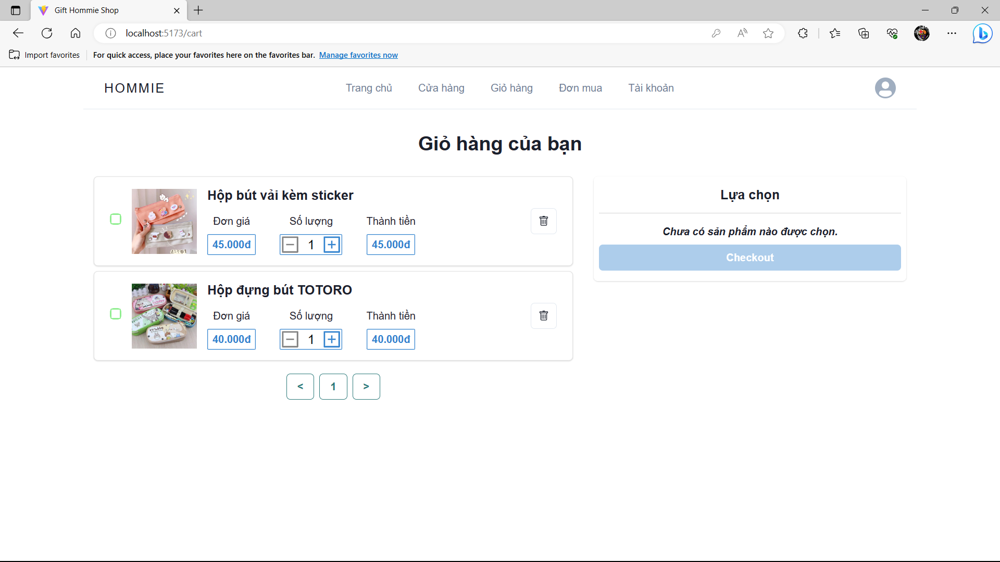 Gift Hommie Shop
localhost:5173/cart
Import favorites
For quick access, place your favorites here on the favorites bar. Manage favorites now
HOMMIE
Trang chủ Cửa hàng Giỏ hàng Đơn mua Tài khoản
Giỏ hàng của bạn
Hộp bút vải kèm sticker
Đơn giá Số lượng Thành tiền
45.000đ 1 45.000đ
Hộp đựng bút TOTORO
Đơn giá Số lượng Thành tiền
40.000đ 1 40.000đ
< 1 >
Lựa chọn
Chưa có sản phẩm nào được chọn.
Checkout